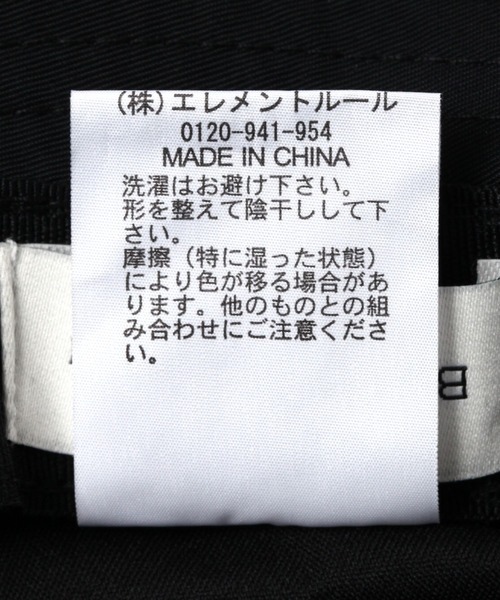 (株)エレメントルール
0120-941-954
MADE IN CHINA
洗濯はお避け下さい。
形を整えて陰干しして下
さい。
摩擦（特に湿った状態）
により色が移る場合があ
ります。他のものとの組
み合わせにご注意くださ
い。
B